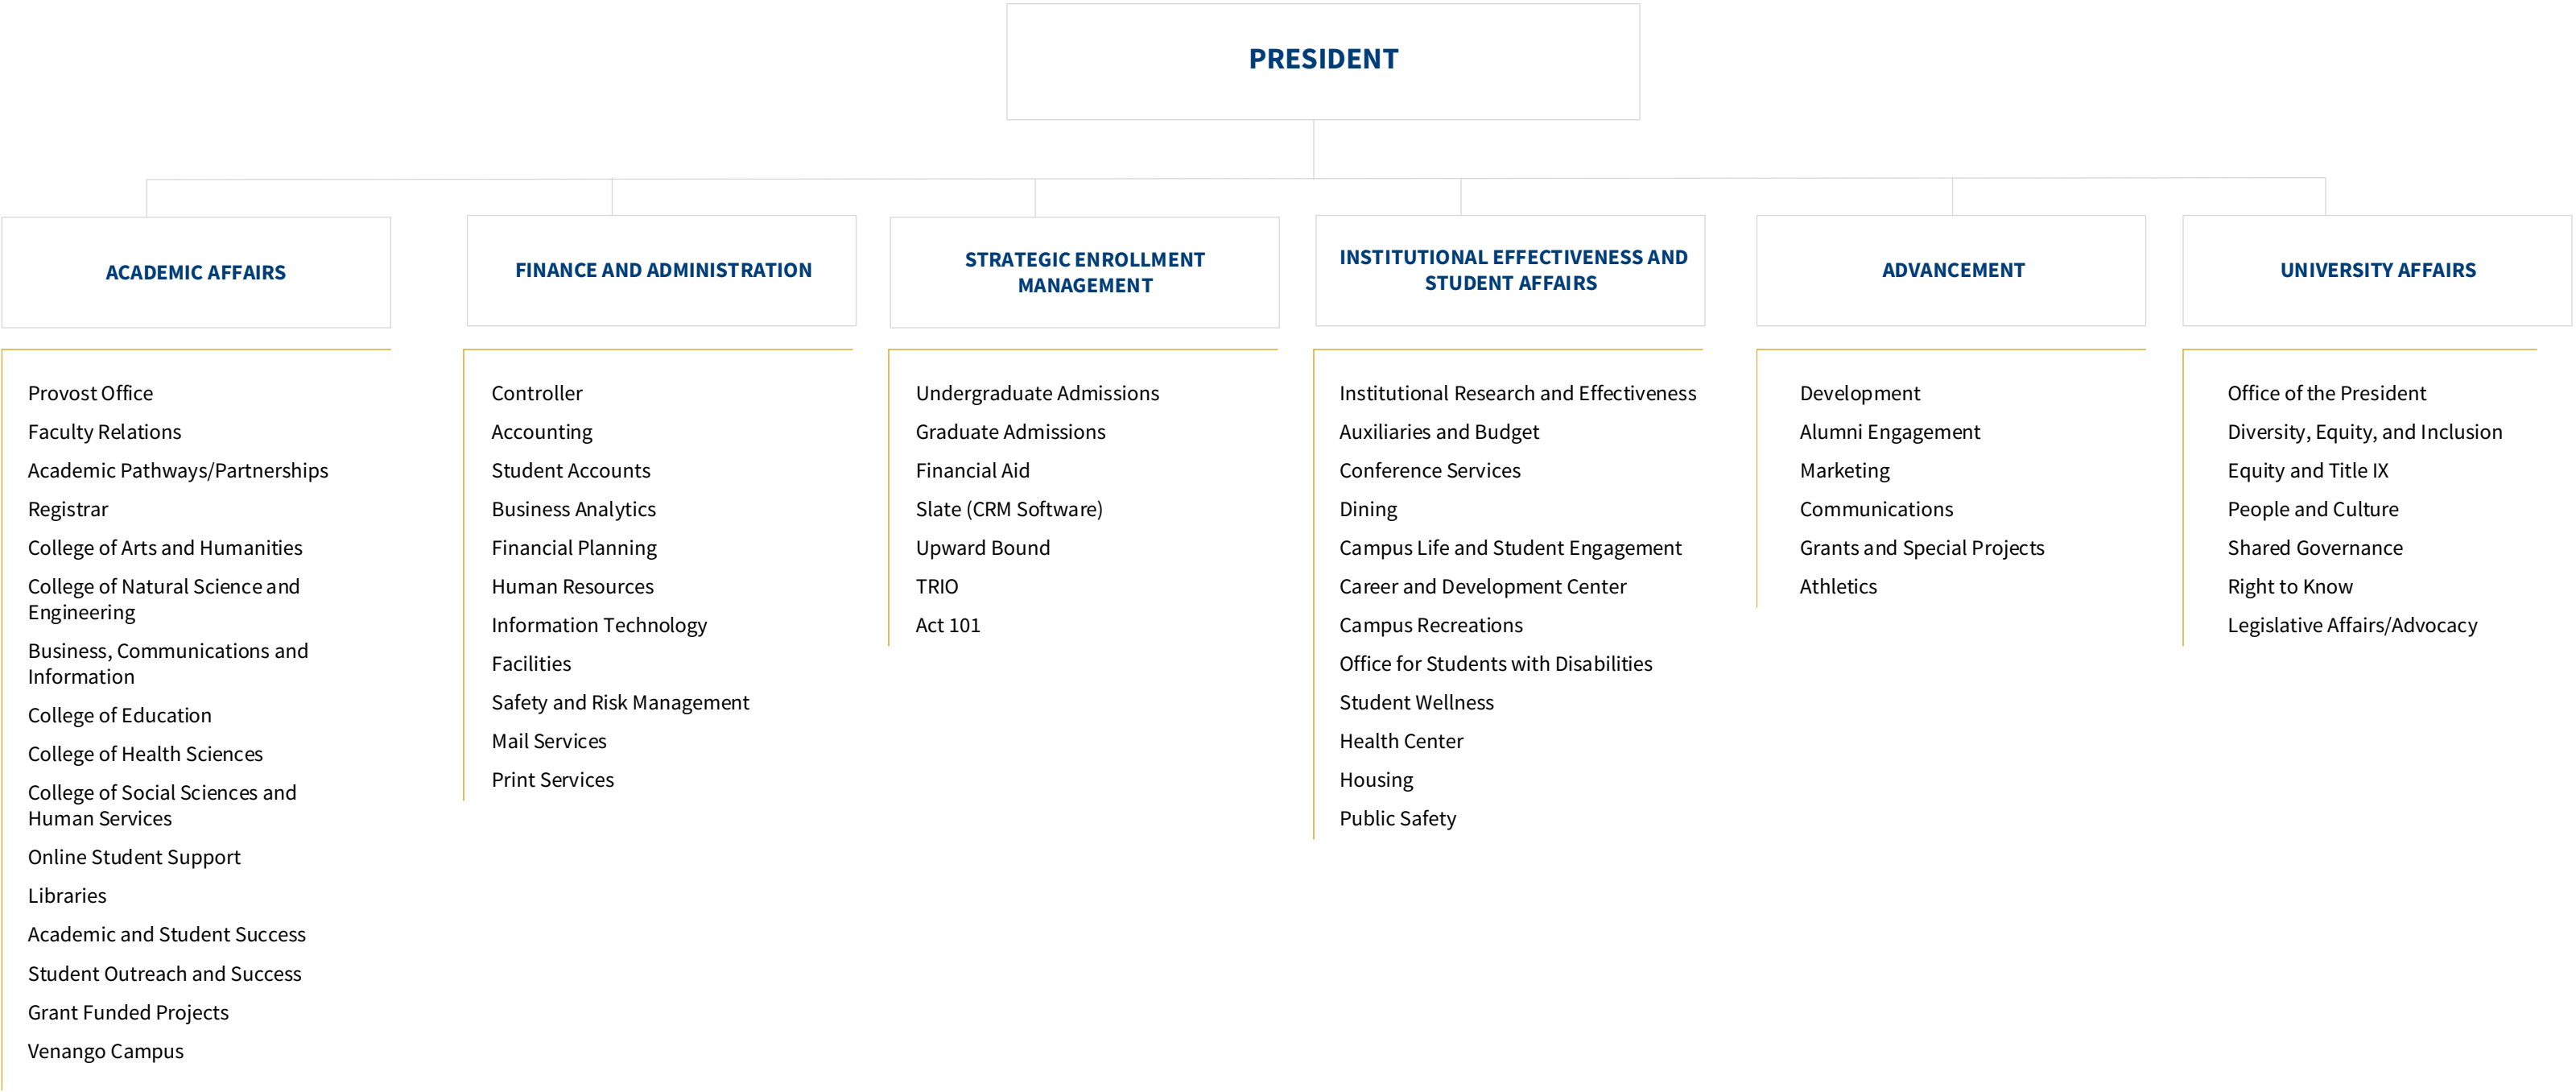 PRESIDENT
ACADEMIC AFFAIRS
Provost Office
Faculty Relations
Academic Pathways/Partnerships
Registrar
College of Arts and Humanities
College of Natural Science and
Engineering
Business, Communications and
Information
College of Education
College of Health Sciences
College of Social Sciences and
Human Services
Online Student Support
Libraries
Academic and Student Success
Student Outreach and Success
Grant Funded Projects
Venango Campus
FINANCE AND ADMINISTRATION
Controller
Accounting
Student Accounts
Business Analytics
Financial Planning
Human Resources
Information Technology
Facilities
Safety and Risk Management
Mail Services
Print Services
STRATEGIC ENROLLMENT
MANAGEMENT
Undergraduate Admissions
Graduate Admissions
Financial Aid
Slate (CRM Software)
Upward Bound
TRIO
Act 101
INSTITUTIONAL EFFECTIVENESS AND
STUDENT AFFAIRS
Institutional Research and Effectiveness
Auxiliaries and Budget
Conference Services
Dining
Campus Life and Student Engagement
Career and Development Center
Campus Recreations
Office for Students with Disabilities
Student Wellness
Health Center
Housing
Public Safety
ADVANCEMENT
Development
Alumni Engagement
Marketing
Communications
Grants and Special Projects
Athletics
UNIVERSITY AFFAIRS
Office of the President
Diversity, Equity, and Inclusion
Equity and Title IX
People and Culture
Shared Governance
Right to Know
Legislative Affairs/Advocacy